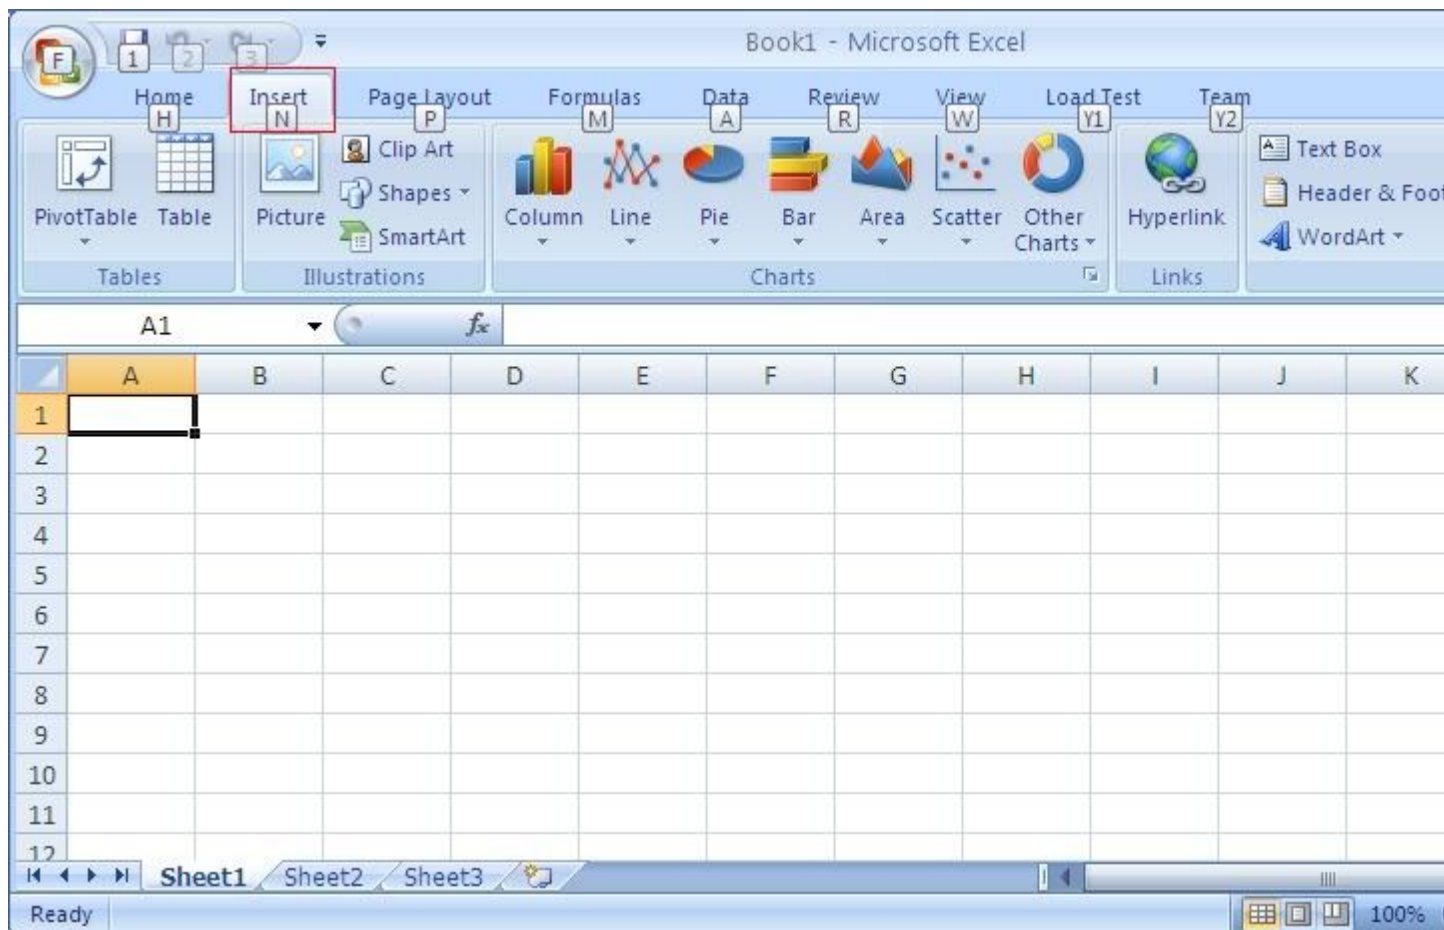 Book1 - Microsoft Excel
F 1 2 3
Home Insert Page Layout Formulas Data Review View Load Test Team
H N P M A R W Y1 Y2
PivotTable Table Picture Clip Art Shapes SmartArt Column Line Pie Bar Area Scatter Other Charts Hyperlink Text Box Header & Foot WordArt
Tables Illustrations Charts Links
A1 fx
A B C D E F G H I J K
1
2
3
4
5
6
7
8
9
10
11
12
Sheet1 Sheet2 Sheet3
Ready 100%